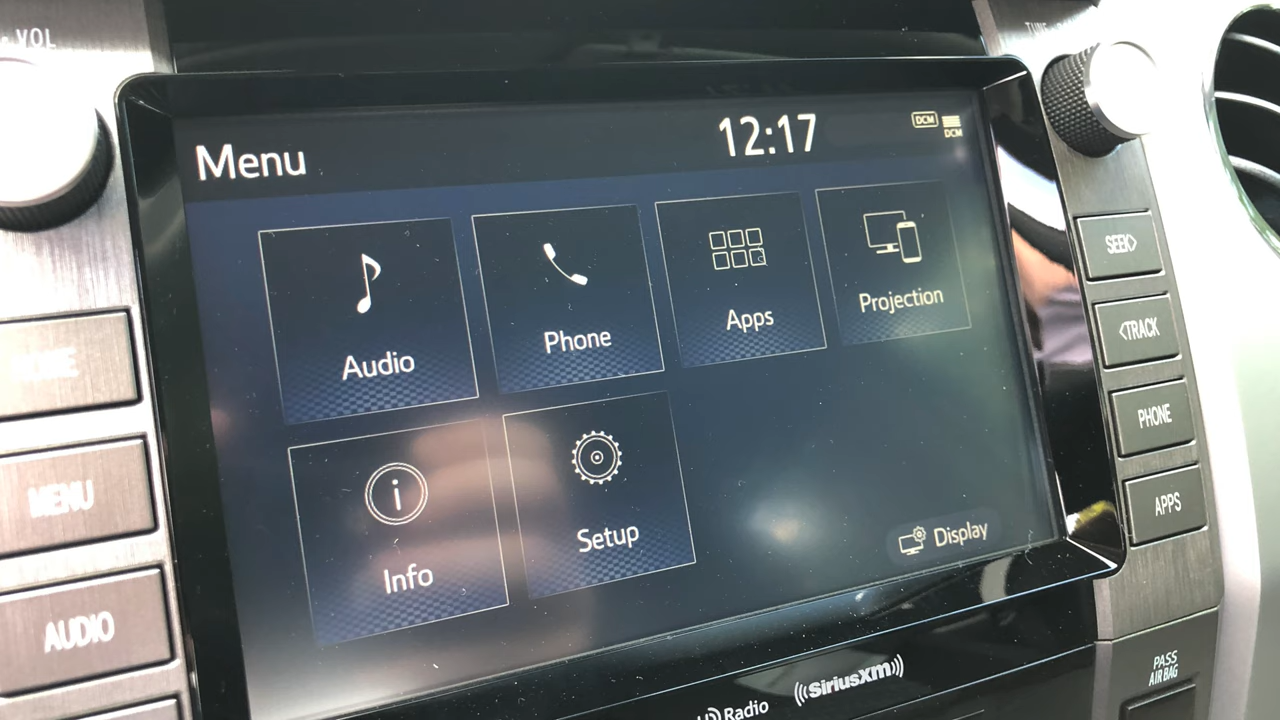 - VOL
TUNE
Menu
12:17
DCM
DCM
Audio
Phone
Apps
Projection
Info
Setup
Display
SEEK>
<TRACK
PHONE
APPS
MENU
AUDIO
PASS
AIR BAG
HD Radio
SiriusXM